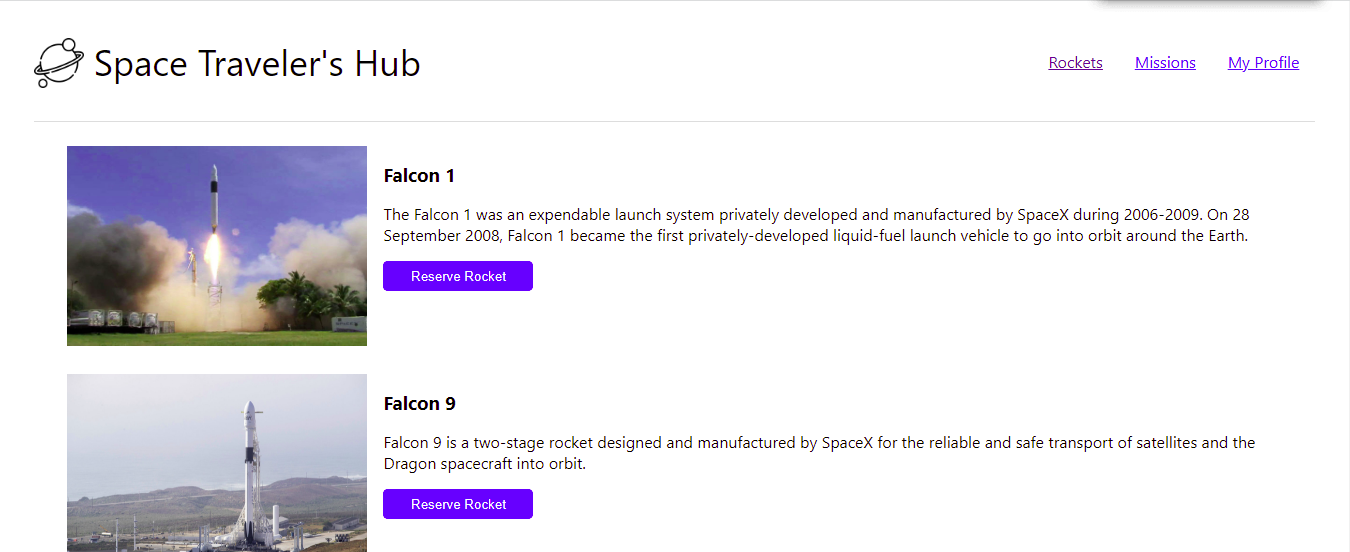 Space Traveler's Hub
Rockets Missions My Profile
Falcon 1
The Falcon 1 was an expendable launch system privately developed and manufactured by SpaceX during 2006-2009. On 28
September 2008, Falcon 1 became the first privately-developed liquid-fuel launch vehicle to go into orbit around the Earth.
Reserve Rocket
Falcon 9
Falcon 9 is a two-stage rocket designed and manufactured by SpaceX for the reliable and safe transport of satellites and the
Dragon spacecraft into orbit.
Reserve Rocket